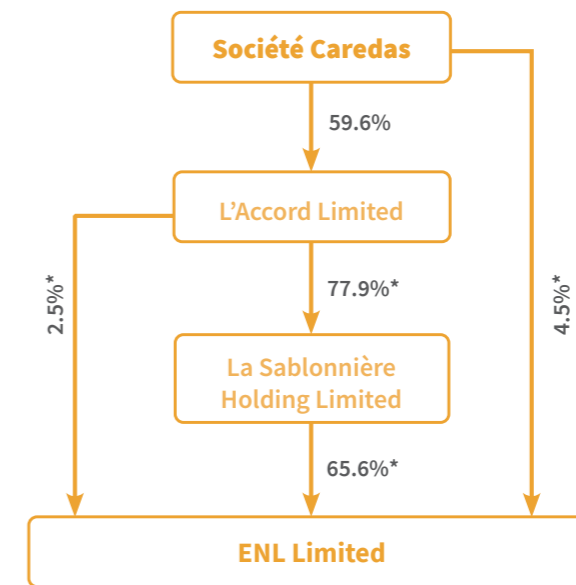 Société Caredas
59.6%
L’Accord Limited
77.9%*
2.5%*
4.5%*
La Sablonnière
Holding Limited
65.6%*
ENL Limited